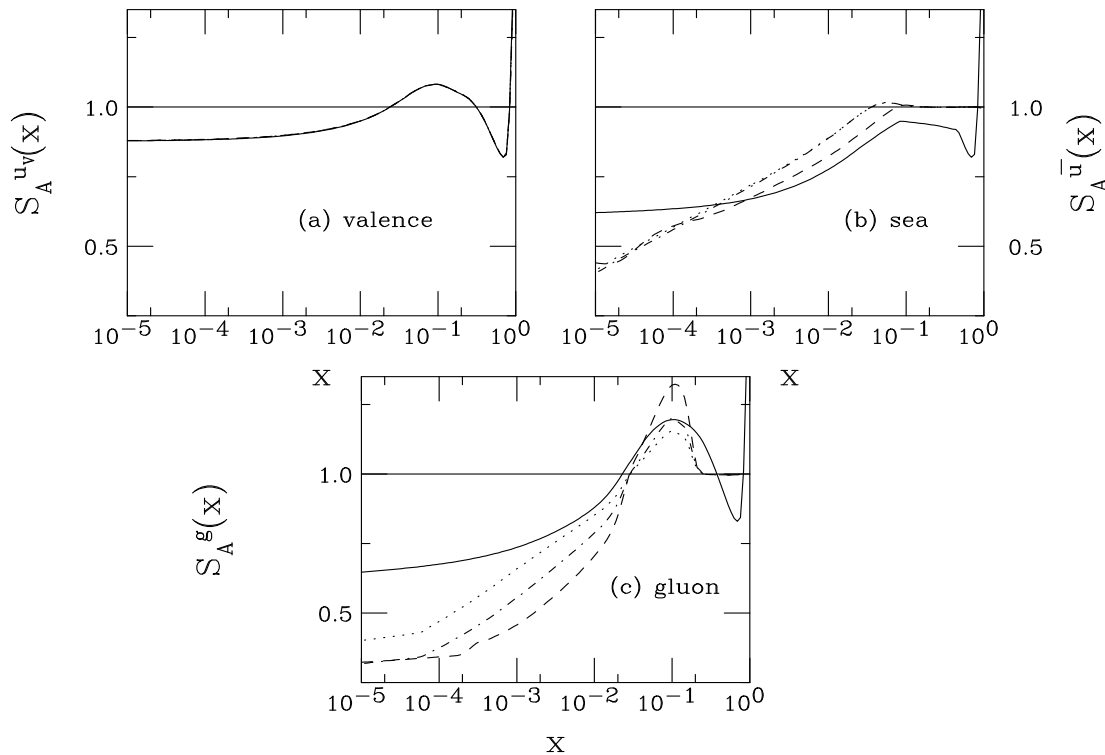 S_A^{u_v}(x)
1.0
0.5
(a) valence
10^{-5} 10^{-4} 10^{-3} 10^{-2} 10^{-1} 10^{0}
x
S_A^{\bar{u}}(x)
1.0
0.5
(b) sea
10^{-5} 10^{-4} 10^{-3} 10^{-2} 10^{-1} 10^{0}
x
S_A^{g}(x)
1.0
0.5
(c) gluon
10^{-5} 10^{-4} 10^{-3} 10^{-2} 10^{-1} 10^{0}
x